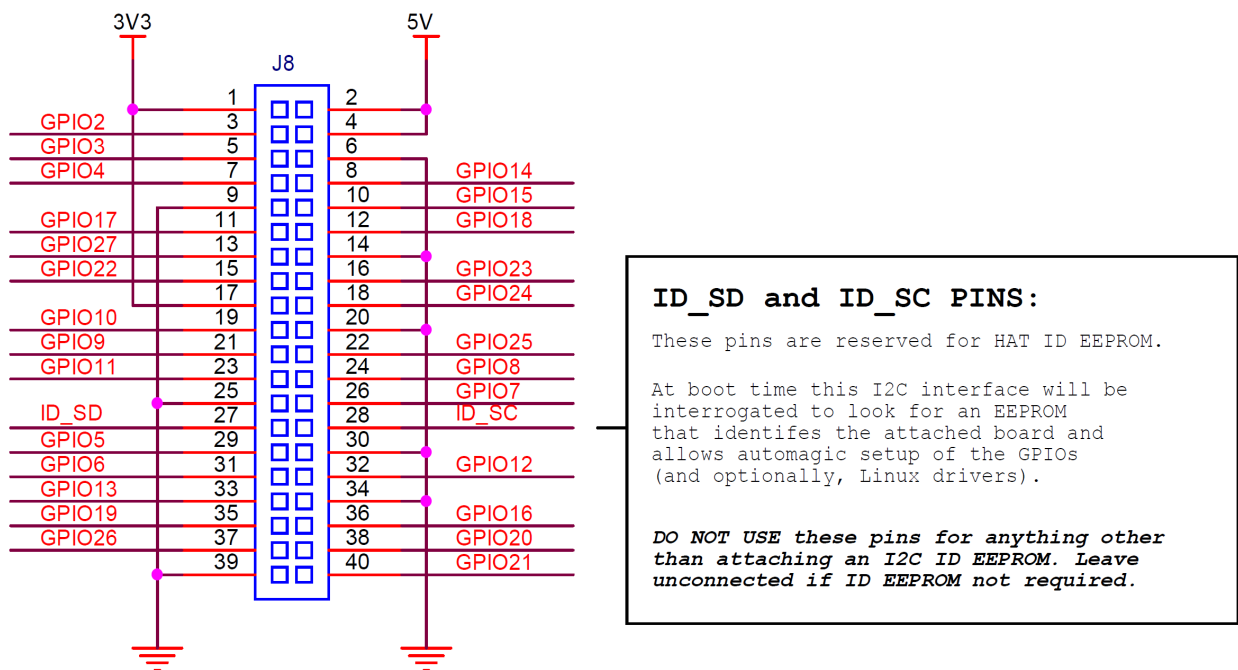 3V3 5V
J8
1 2
GPIO2 3 4
GPIO3 5 6
GPIO4 7 8 GPIO14
9 10 GPIO15
GPIO17 11 12 GPIO18
GPIO27 13 14
GPIO22 15 16 GPIO23
17 18 GPIO24
GPIO10 19 20
GPIO9 21 22 GPIO25
GPIO11 23 24 GPIO8
25 26 GPIO7
ID_SD 27 28 ID_SC
GPIO5 29 30
GPIO6 31 32 GPIO12
GPIO13 33 34
GPIO19 35 36 GPIO16
GPIO26 37 38 GPIO20
39 40 GPIO21
ID_SD and ID_SC PINS:
These pins are reserved for HAT ID EEPROM.
At boot time this I2C interface will be
interrogated to look for an EEPROM
that identifes the attached board and
allows automagic setup of the GPIOs
(and optionally, Linux drivers).
DO NOT USE these pins for anything other
than attaching an I2C ID EEPROM. Leave
unconnected if ID EEPROM not required.